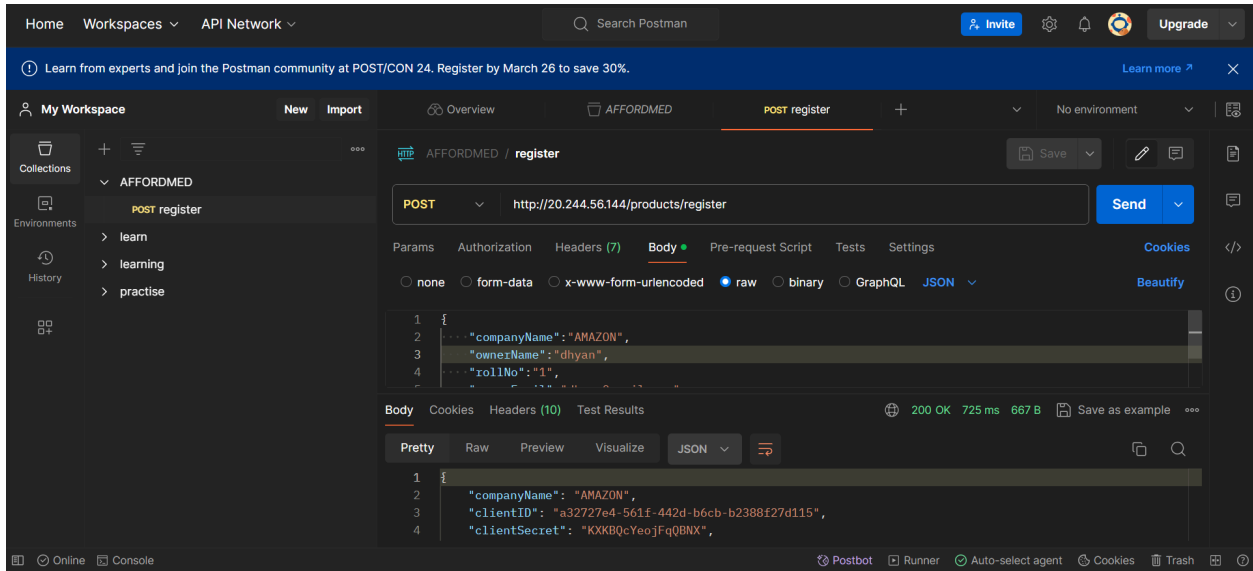 Home Workspaces API Network Search Postman Invite Upgrade
Learn from experts and join the Postman community at POST/CON 24. Register by March 26 to save 30%. Learn more
My Workspace New Import Overview AFFORDMED POST register No environment
Collections
Environments
History
AFFORDMED
POST register
learn
learning
practise
HTTP AFFORDMED / register Save
POST http://20.244.56.144/products/register Send
Params Authorization Headers (7) Body Pre-request Script Tests Settings Cookies
none form-data x-www-form-urlencoded raw binary GraphQL JSON Beautify
1 {
2 "companyName":"AMAZON",
3 "ownerName":"dhyan",
4 "rollNo":"1",
Body Cookies Headers (10) Test Results 200 OK 725 ms 667 B Save as example
Pretty Raw Preview Visualize JSON
1 {
2 "companyName": "AMAZON",
3 "clientID": "a32727e4-561f-442d-b6cb-b2388f27d115",
4 "clientSecret": "KXKBQcYeojFqQBNX",
Online Console Postbot Runner Auto-select agent Cookies Trash